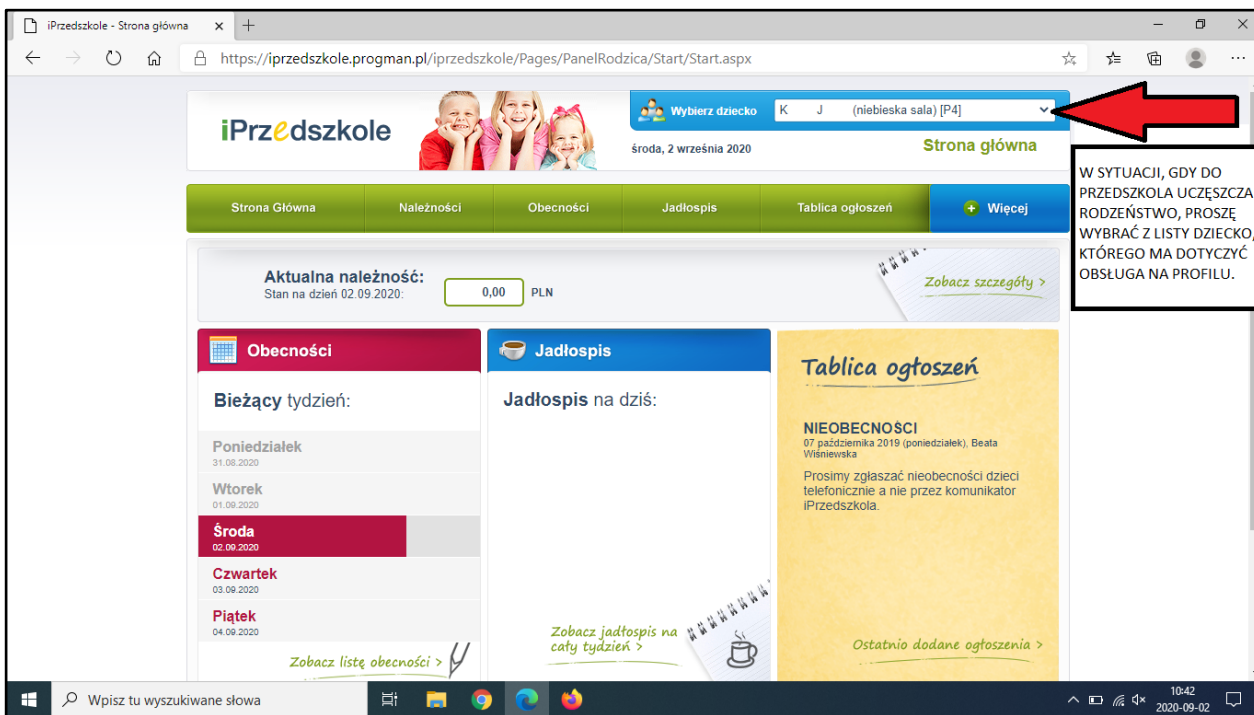 iPrzedszkole - Strona główna
https://iprzedszkole.progman.pl/iprzedszkole/Pages/PanelRodzica/Start/Start.aspx
iPrzedszkole
Wybierz dziecko
K J (niebieska sala) [P4]
środa, 2 września 2020
Strona główna
W SYTUACJI, GDY DO
PRZEDSZKOLA UCZĘSZCZA
RODZEŃSTWO, PROSZĘ
WYBRAĆ Z LISTY DZIECKO,
KTÓREGO MA DOTYCZYĆ
OBSŁUGA NA PROFILU.
Strona Główna
Należności
Obecności
Jadłospis
Tablica ogłoszeń
Więcej
Aktualna należność:
Stan na dzień 02.09.2020:
0,00
PLN
Zobacz szczegóły >
Obecności
Bieżący tydzień:
Poniedziałek
31.08.2020
Wtorek
01.09.2020
Środa
02.09.2020
Czwartek
03.09.2020
Piątek
04.09.2020
Zobacz listę obecności >
Jadłospis
Jadłospis na dziś:
Zobacz jadłospis na
cały tydzień >
Tablica ogłoszeń
NIEOBECNOŚCI
07 października 2019 (poniedziałek), Beata
Wiśniewska
Prosimy zgłaszać nieobecności dzieci
telefonicznie a nie przez komunikator
iPrzedszkola.
Ostatnio dodane ogłoszenia >
Wpisz tu wyszukiwane słowa
10:42
2020-09-02